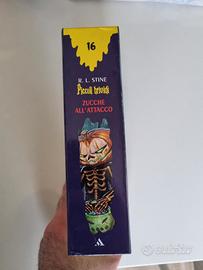 16
R. L. STINE
Piccoli brividi
ZUCCHE
ALL'ATTACCO
subito